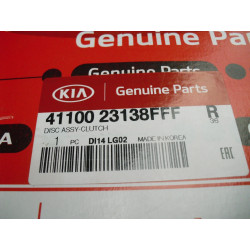 Genuine Parts
Genuine Parts
KIA Genuine Parts
41100 23138FFF R
DISC ASSY-CLUTCH
1 PC DI14 LG02 MADE IN KOREA
EAC